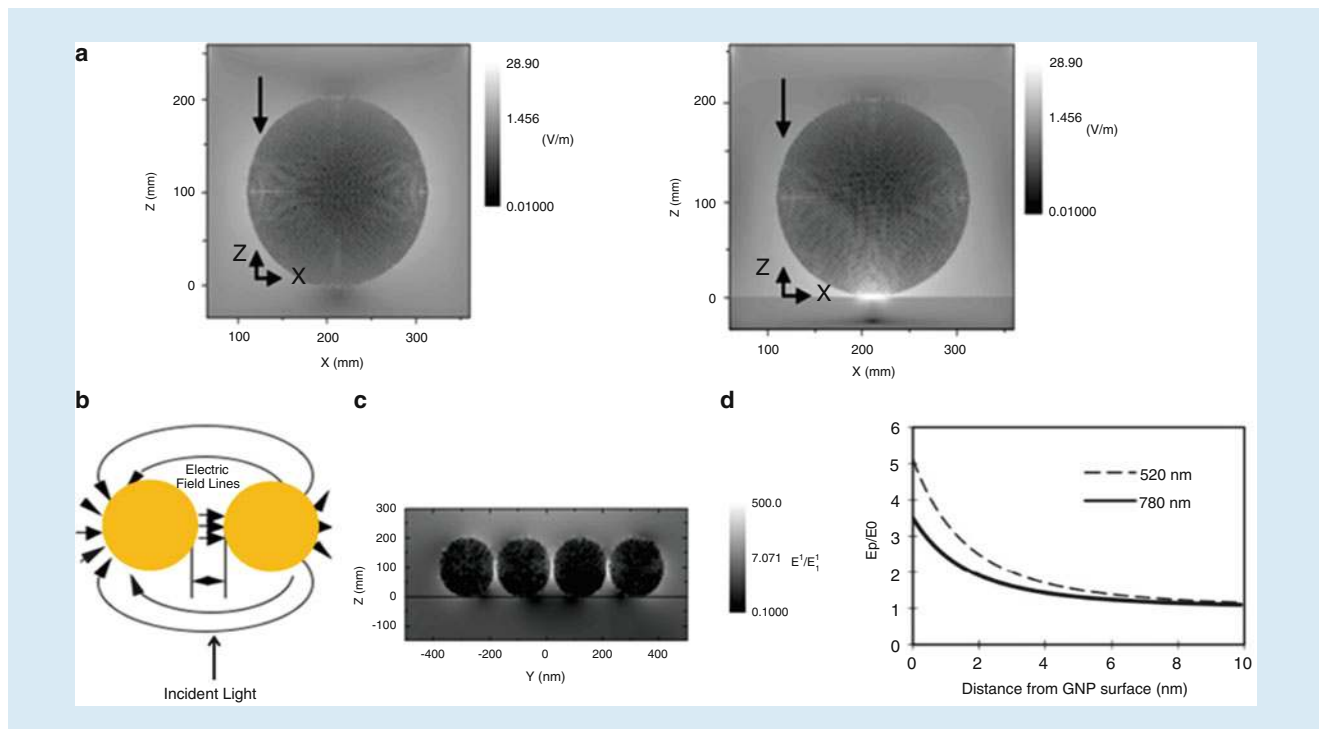 a
200
100
0
Z (mm)
Z
X
100
200
300
X (mm)
28.90
1.456
(V/m)
0.01000
200
100
0
Z (mm)
Z
X
100
200
300
X (mm)
28.90
1.456
(V/m)
0.01000
b
Electric
Field Lines
Incident Light
c
300
200
100
0
-100
Z (mm)
-400
-200
0
200
400
Y (nm)
500.0
7.071
E¹/E₁¹
0.1000
d
6
5
4
3
2
1
0
Ep/E0
520 nm
780 nm
0
2
4
6
8
10
Distance from GNP surface (nm)